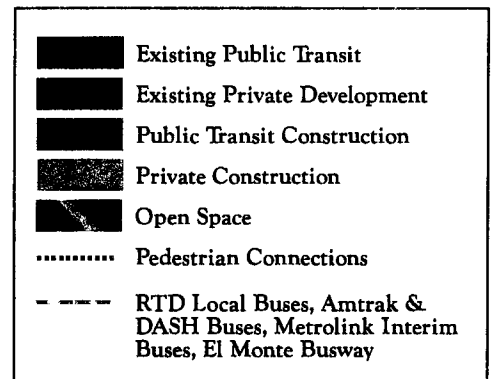 Existing Public Transit
Existing Private Development
Public Transit Construction
Private Construction
Open Space
Pedestrian Connections
RTD Local Buses, Amtrak &
DASH Buses, Metrolink Interim
Buses, El Monte Busway